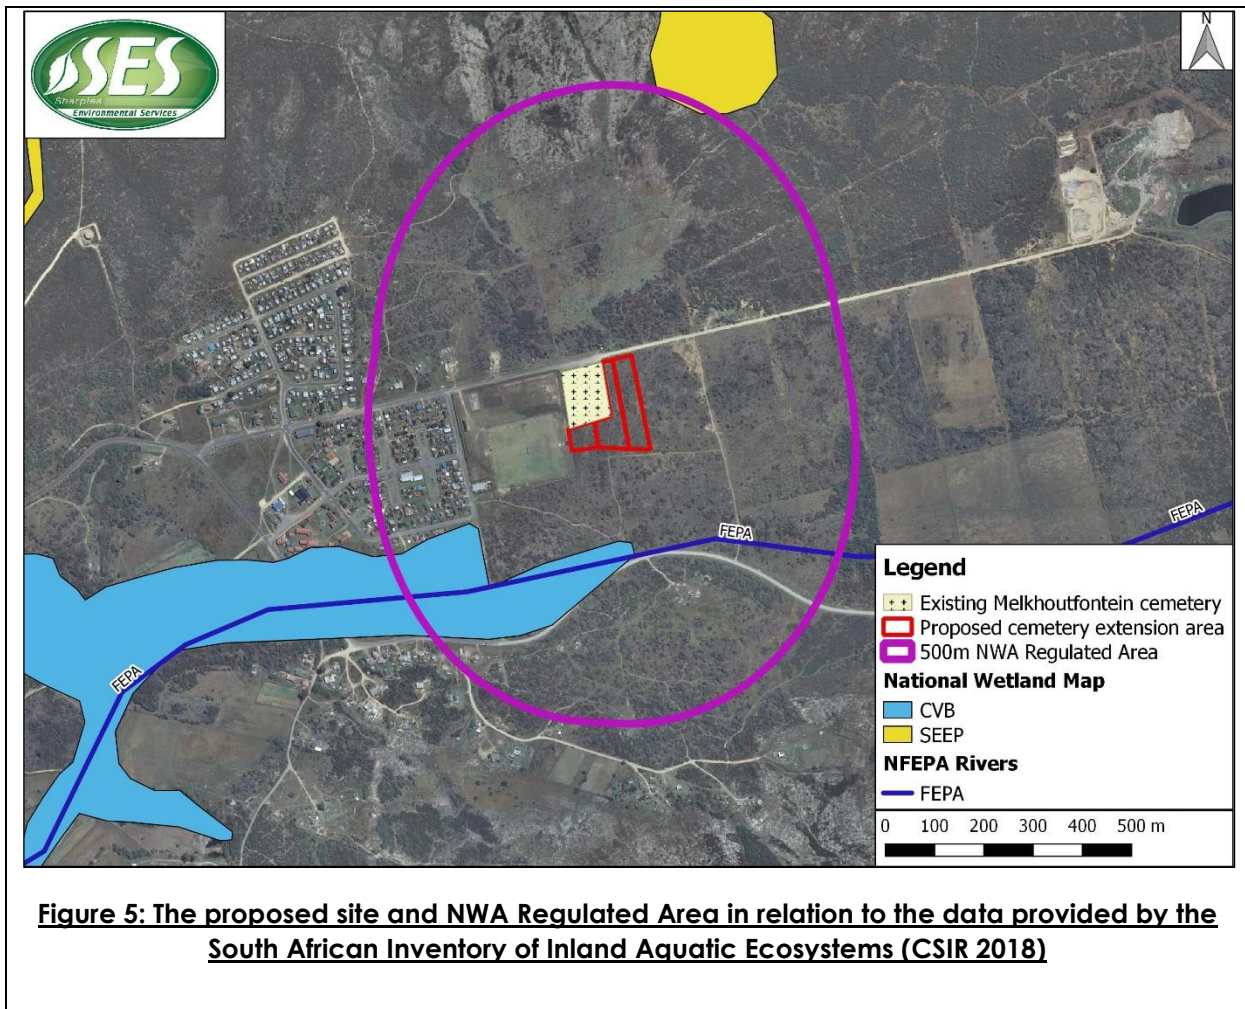 SES
Sharples
Environmental Services
N
FEPA
FEPA
FEPA
Legend
Existing Melkhoutfontein cemetery
Proposed cemetery extension area
500m NWA Regulated Area
National Wetland Map
CVB
SEEP
NFEPA Rivers
FEPA
0 100 200 300 400 500 m
Figure 5: The proposed site and NWA Regulated Area in relation to the data provided by the
South African Inventory of Inland Aquatic Ecosystems (CSIR 2018)